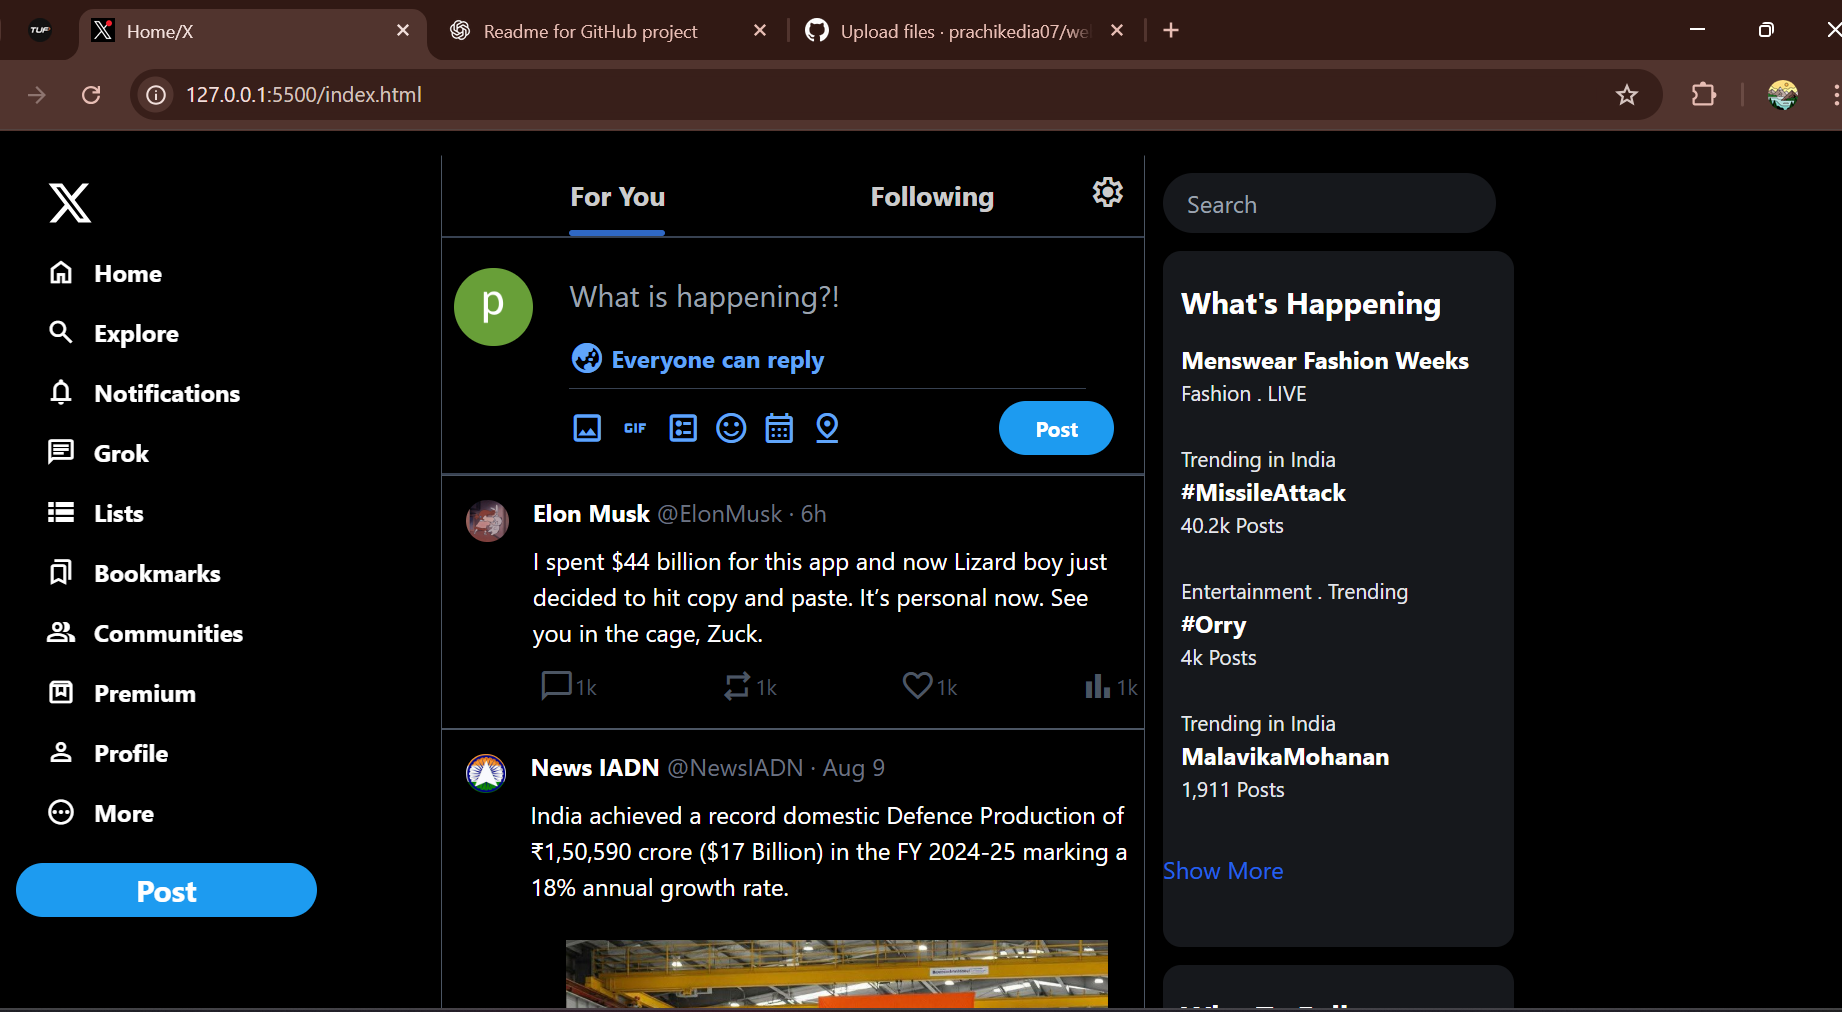 TUF
Home/X
Readme for GitHub project
Upload files · prachikedia07/we
127.0.0.1:5500/index.html
Home
Explore
Notifications
Grok
Lists
Bookmarks
Communities
Premium
Profile
More
Post
For You
Following
p
What is happening?!
Everyone can reply
GIF
Post
Elon Musk @ElonMusk · 6h
I spent $44 billion for this app and now Lizard boy just
decided to hit copy and paste. It’s personal now. See
you in the cage, Zuck.
1k 1k 1k 1k
News IADN @NewsIADN · Aug 9
India achieved a record domestic Defence Production of
₹1,50,590 crore ($17 Billion) in the FY 2024-25 marking a
18% annual growth rate.
Search
What's Happening
Menswear Fashion Weeks
Fashion . LIVE
Trending in India
#MissileAttack
40.2k Posts
Entertainment . Trending
#Orry
4k Posts
Trending in India
MalavikaMohanan
1,911 Posts
Show More